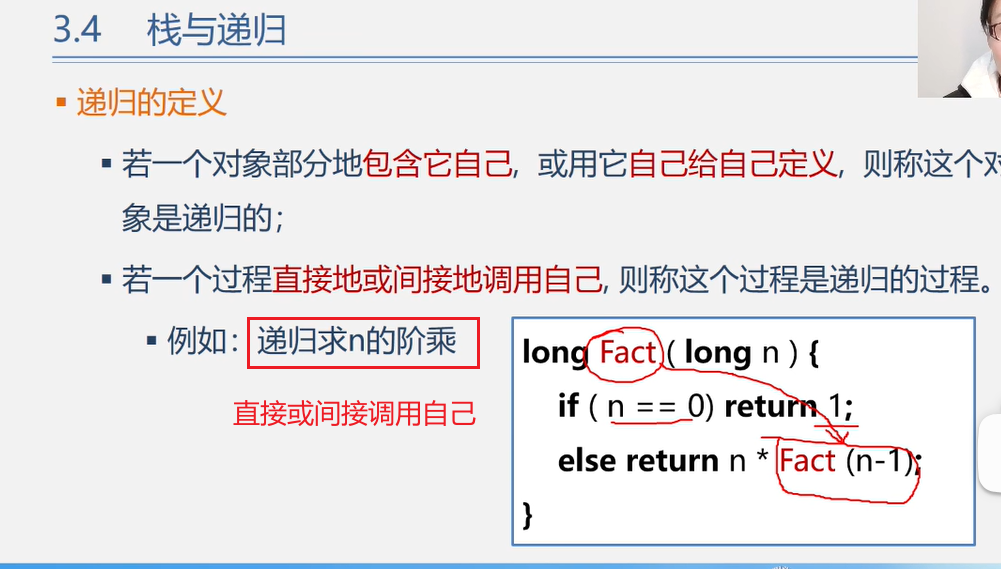 3.4 栈与递归
▪ 递归的定义
▪ 若一个对象部分地包含它自己, 或用它自己给自己定义, 则称这个对
象是递归的;
▪ 若一个过程直接地或间接地调用自己, 则称这个过程是递归的过程。
▪ 例如: 递归求n的阶乘
直接或间接调用自己
long Fact ( long n ) {
if ( n == 0) return 1;
else return n * Fact (n-1);
}